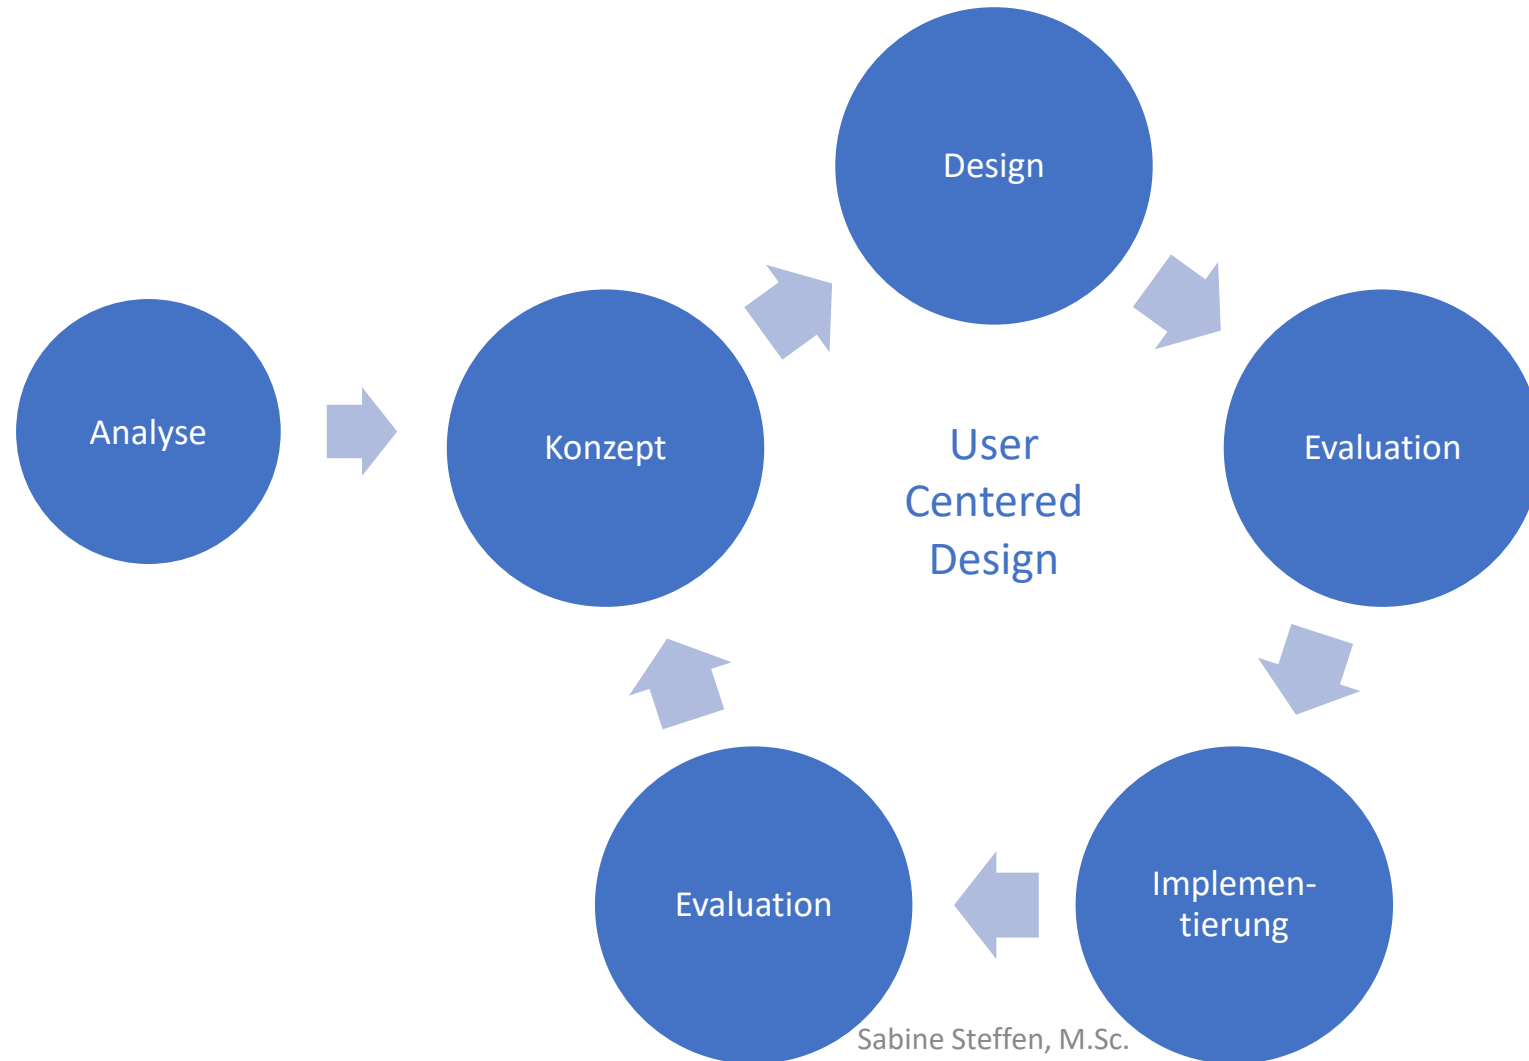 Design
Analyse
Konzept
User
Centered
Design
Evaluation
Evaluation
Implemen-
tierung
Sabine Steffen, M.Sc.